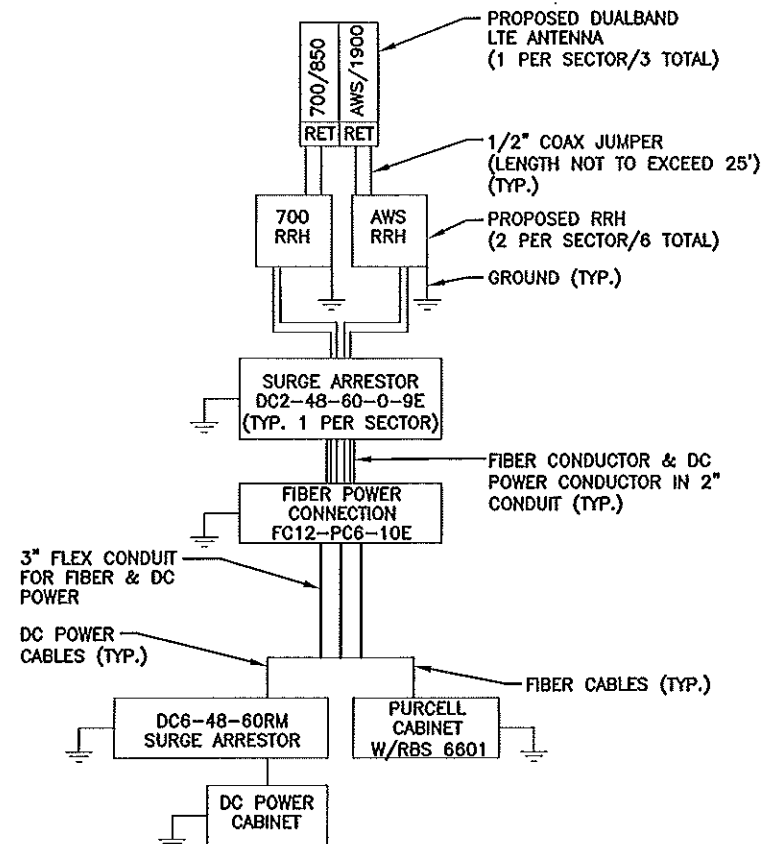 PROPOSED DUALBAND
LTE ANTENNA
(1 PER SECTOR/3 TOTAL)
700/850
AWS/1900
RET
RET
1/2" COAX JUMPER
(LENGTH NOT TO EXCEED 25')
(TYP.)
700
RRH
AWS
RRH
PROPOSED RRH
(2 PER SECTOR/6 TOTAL)
GROUND (TYP.)
SURGE ARRESTOR
DC2-48-60-0-9E
(TYP. 1 PER SECTOR)
FIBER CONDUCTOR & DC
POWER CONDUCTOR IN 2"
CONDUIT (TYP.)
FIBER POWER
CONNECTION
FC12-PC6-10E
3" FLEX CONDUIT
FOR FIBER & DC
POWER
DC POWER
CABLES (TYP.)
FIBER CABLES (TYP.)
DC6-48-60RM
SURGE ARRESTOR
PURCELL
CABINET
W/RBS 6601
DC POWER
CABINET